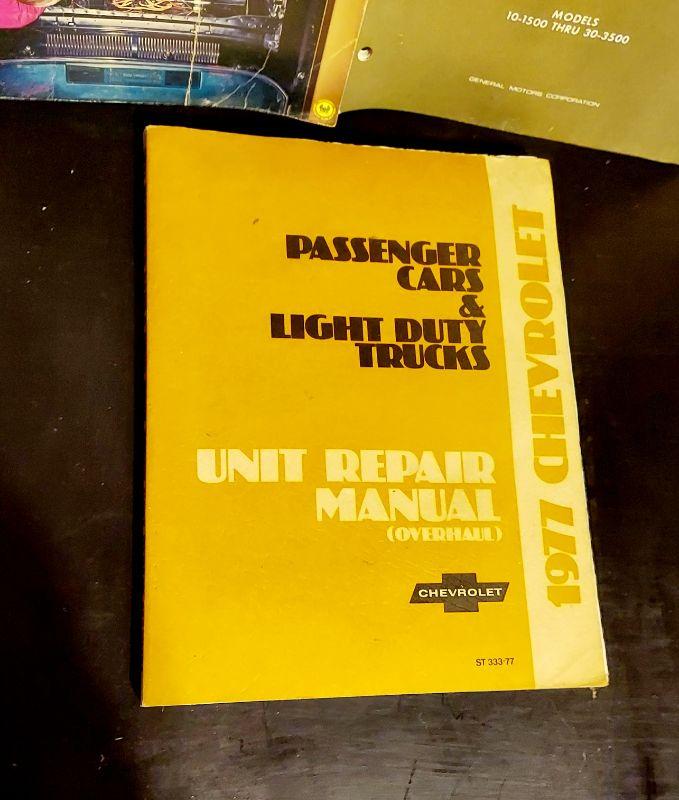 MODELS
10-1500 THRU 30-3500
GENERAL MOTORS CORPORATION
PASSENGER
CARS
&
LIGHT DUTY
TRUCKS
UNIT REPAIR
MANUAL
(OVERHAUL)
CHEVROLET
ST 333-77
1977 CHEVROLET